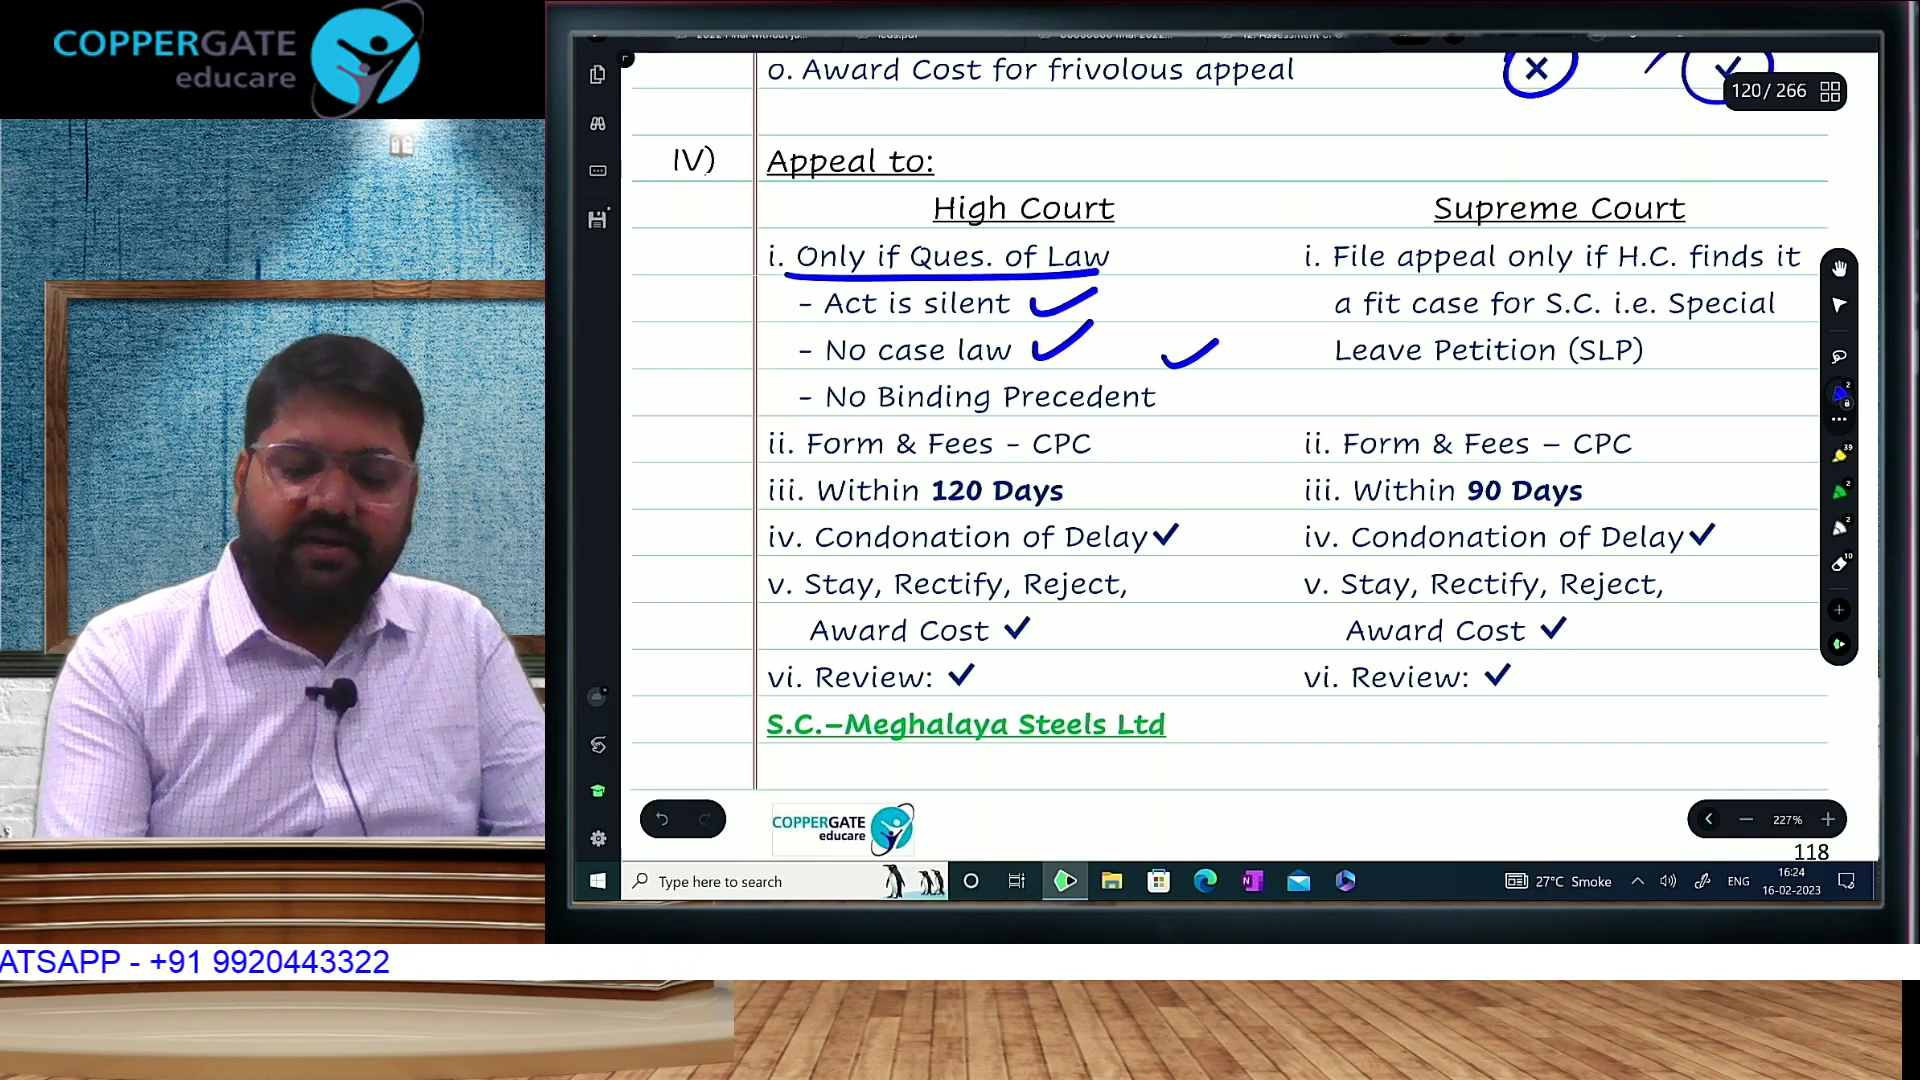 COPPERGATE
educare
o. Award Cost for frivolous appeal
120 / 266
IV)
Appeal to:
High Court
Supreme Court
i. Only if Ques. of Law
- Act is silent
- No case law
- No Binding Precedent
i. File appeal only if H.C. finds it
a fit case for S.C. i.e. Special
Leave Petition (SLP)
ii. Form & Fees - CPC
ii. Form & Fees – CPC
iii. Within 120 Days
iii. Within 90 Days
iv. Condonation of Delay✓
iv. Condonation of Delay✓
v. Stay, Rectify, Reject,
Award Cost ✓
v. Stay, Rectify, Reject,
Award Cost ✓
vi. Review: ✓
vi. Review: ✓
S.C.–Meghalaya Steels Ltd
COPPERGATE
educare
227%
118
Type here to search
27°C Smoke
ENG
16:24
16-02-2023
ATSAPP - +91 9920443322